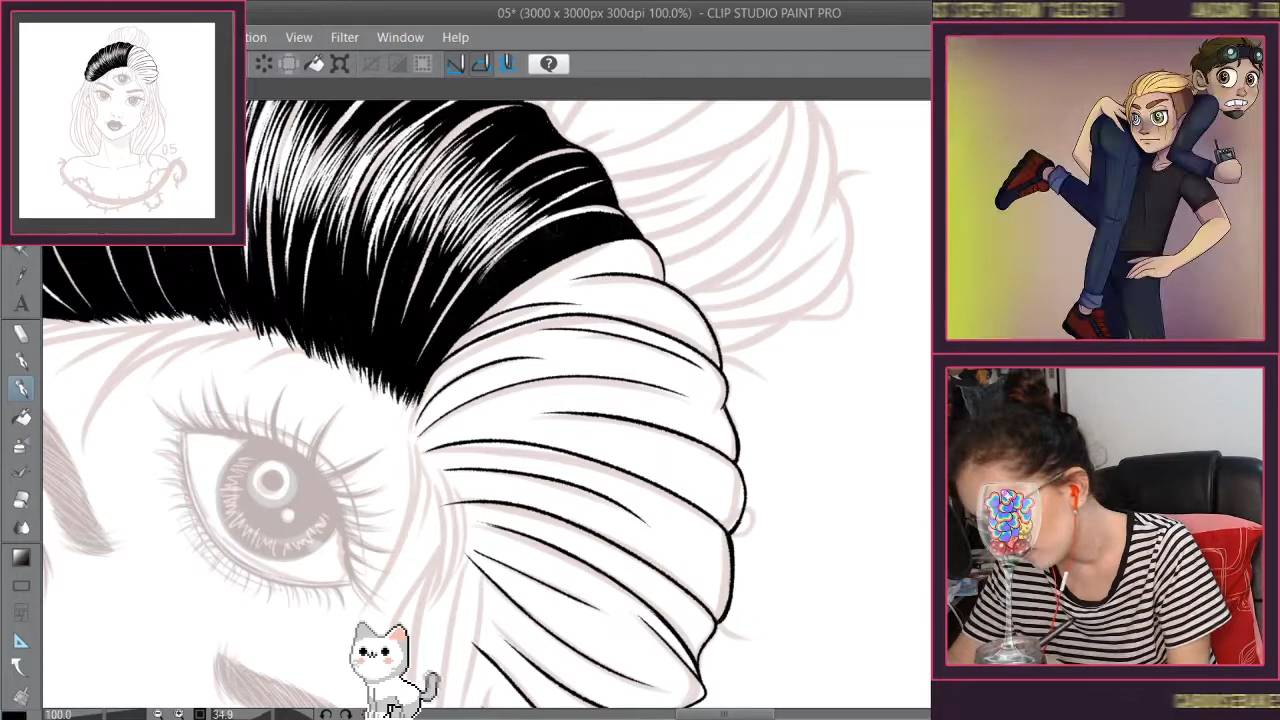 05* (3000 x 3000px 300dpi 100.0%) - CLIP STUDIO PAINT PRO
tion View Filter Window Help
05
A
100.0 34.9